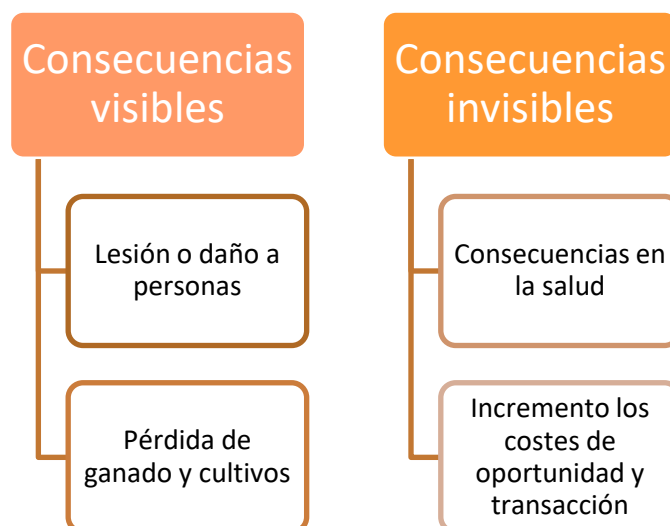 Consecuencias
visibles
Lesión o daño a
personas
Pérdida de
ganado y cultivos
Consecuencias
invisibles
Consecuencias en
la salud
Incremento los
costes de
oportunidad y
transacción